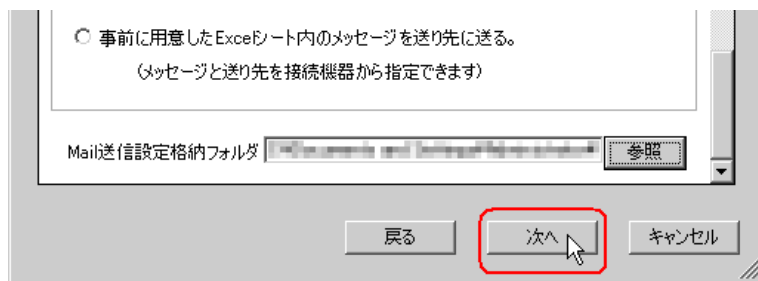 事前に用意したExcelシート内のメッセージを送り先に送る。
(メッセージと送り先を接続機器から指定できます)
Mail送信設定格納フォルダ 参照
戻る 次へ キャンセル